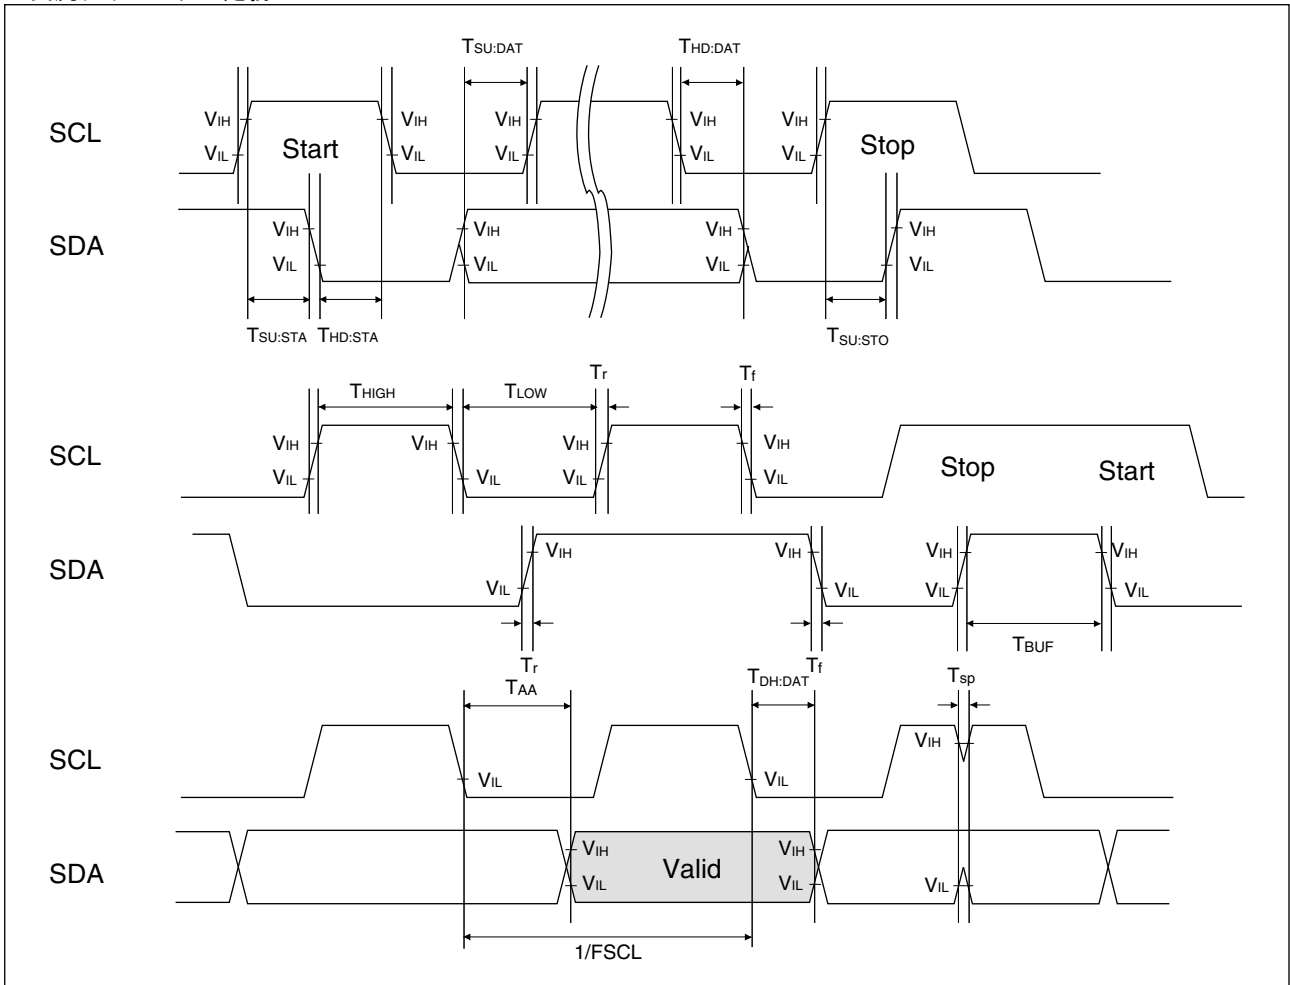 TSU:DAT THD:DAT
SCL VIH VIH VIH VIH VIH
Start Stop
VIL VIL VIL VIL VIL
SDA VIH VIH VIH VIH
VIL VIL VIL VIL
TSU:STA THD:STA TSU:STO
THIGH TLOW Tr Tf
SCL VIH VIH VIH VIH
VIL VIL VIL VIL
Stop Start
SDA VIH VIH VIH VIH
VIL VIL VIL VIL
Tr Tf TBUF
TAA TDH:DAT Tsp
SCL VIH
VIL VIL
SDA VIH Valid VIH
VIL VIL VIL
1/FSCL